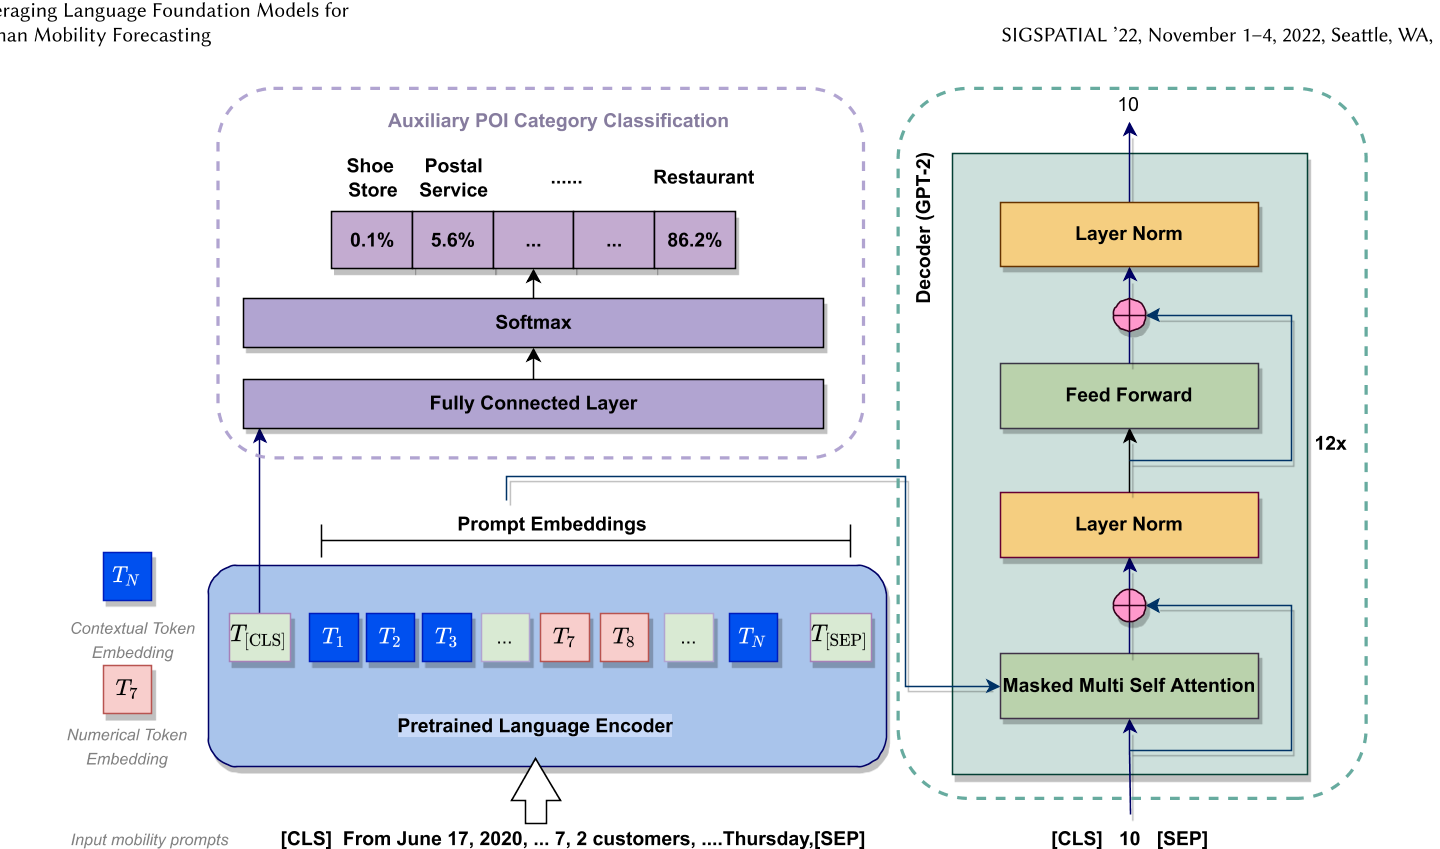 eraging Language Foundation Models for
nan Mobility Forecasting
SIGSPATIAL ’22, November 1–4, 2022, Seattle, WA,
Auxiliary POI Category Classification
Shoe
Store
Postal
Service
......
Restaurant
0.1% 5.6% ... ... 86.2%
Softmax
Fully Connected Layer
Prompt Embeddings
T_N
Contextual Token
Embedding
T_7
Numerical Token
Embedding
T_[CLS] T_1 T_2 T_3 ... T_7 T_8 ... T_N T_[SEP]
Pretrained Language Encoder
Input mobility prompts
[CLS] From June 17, 2020, ... 7, 2 customers, ....Thursday,[SEP]
10
Decoder (GPT-2)
Layer Norm
Feed Forward
12x
Layer Norm
Masked Multi Self Attention
[CLS] 10 [SEP]